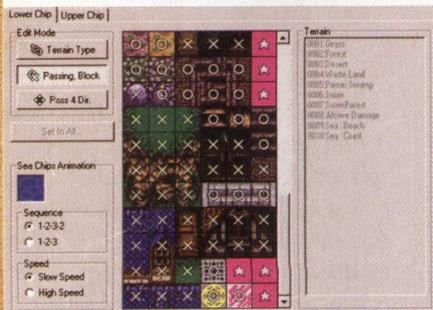 Lower Chip Upper Chip
Edit Mode
Terrain Type
Passing, Block
Pass 4 Dir.
Set to All...
Sea Chips Animation
Sequence
1-2-3-2
1-2-3
Speed
Slow Speed
High Speed
Terrain
0001:Grass
0002:Forest
0003:Desert
0004:Waste Land
0005:Poison Swamp
0006:Snow
0007:SnowForest
0008:Alcove Damage
0009:Sea : Beach
0010:Sea : Coast